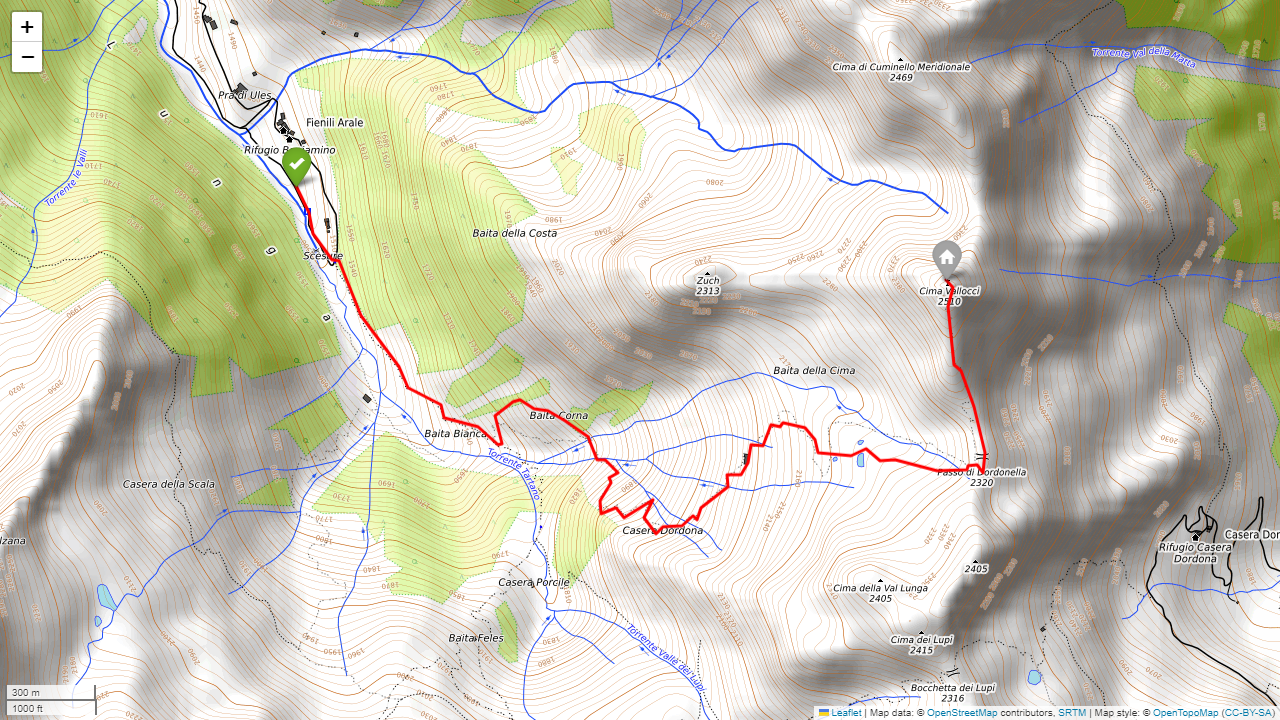 +
−
Torrente Val della Marta
Cima di Cuminello Meridionale
2469
Pra di Ules
Fienili Arale
Rifugio Beniamino
Torrente le Valli
L u n g a
Baita della Costa
Scesure
Zuch
2313
Cima Vallocci
2510
Baita della Cima
Baita Corna
Baita Bianca
Torrente Tartano
Passo di Dordonella
2320
Casera della Scala
Casera Dordona
Casera Dor
Rifugio Casera
Dordona
lzana
2405
Cima della Val Lunga
2405
Casera Porcile
Baita Feles
Torrente Valle dei Lupi
Cima dei Lupi
2415
Bocchetta dei Lupi
2316
300 m
1000 ft
Leaflet | Map data: © OpenStreetMap contributors, SRTM | Map style: © OpenTopoMap (CC-BY-SA)